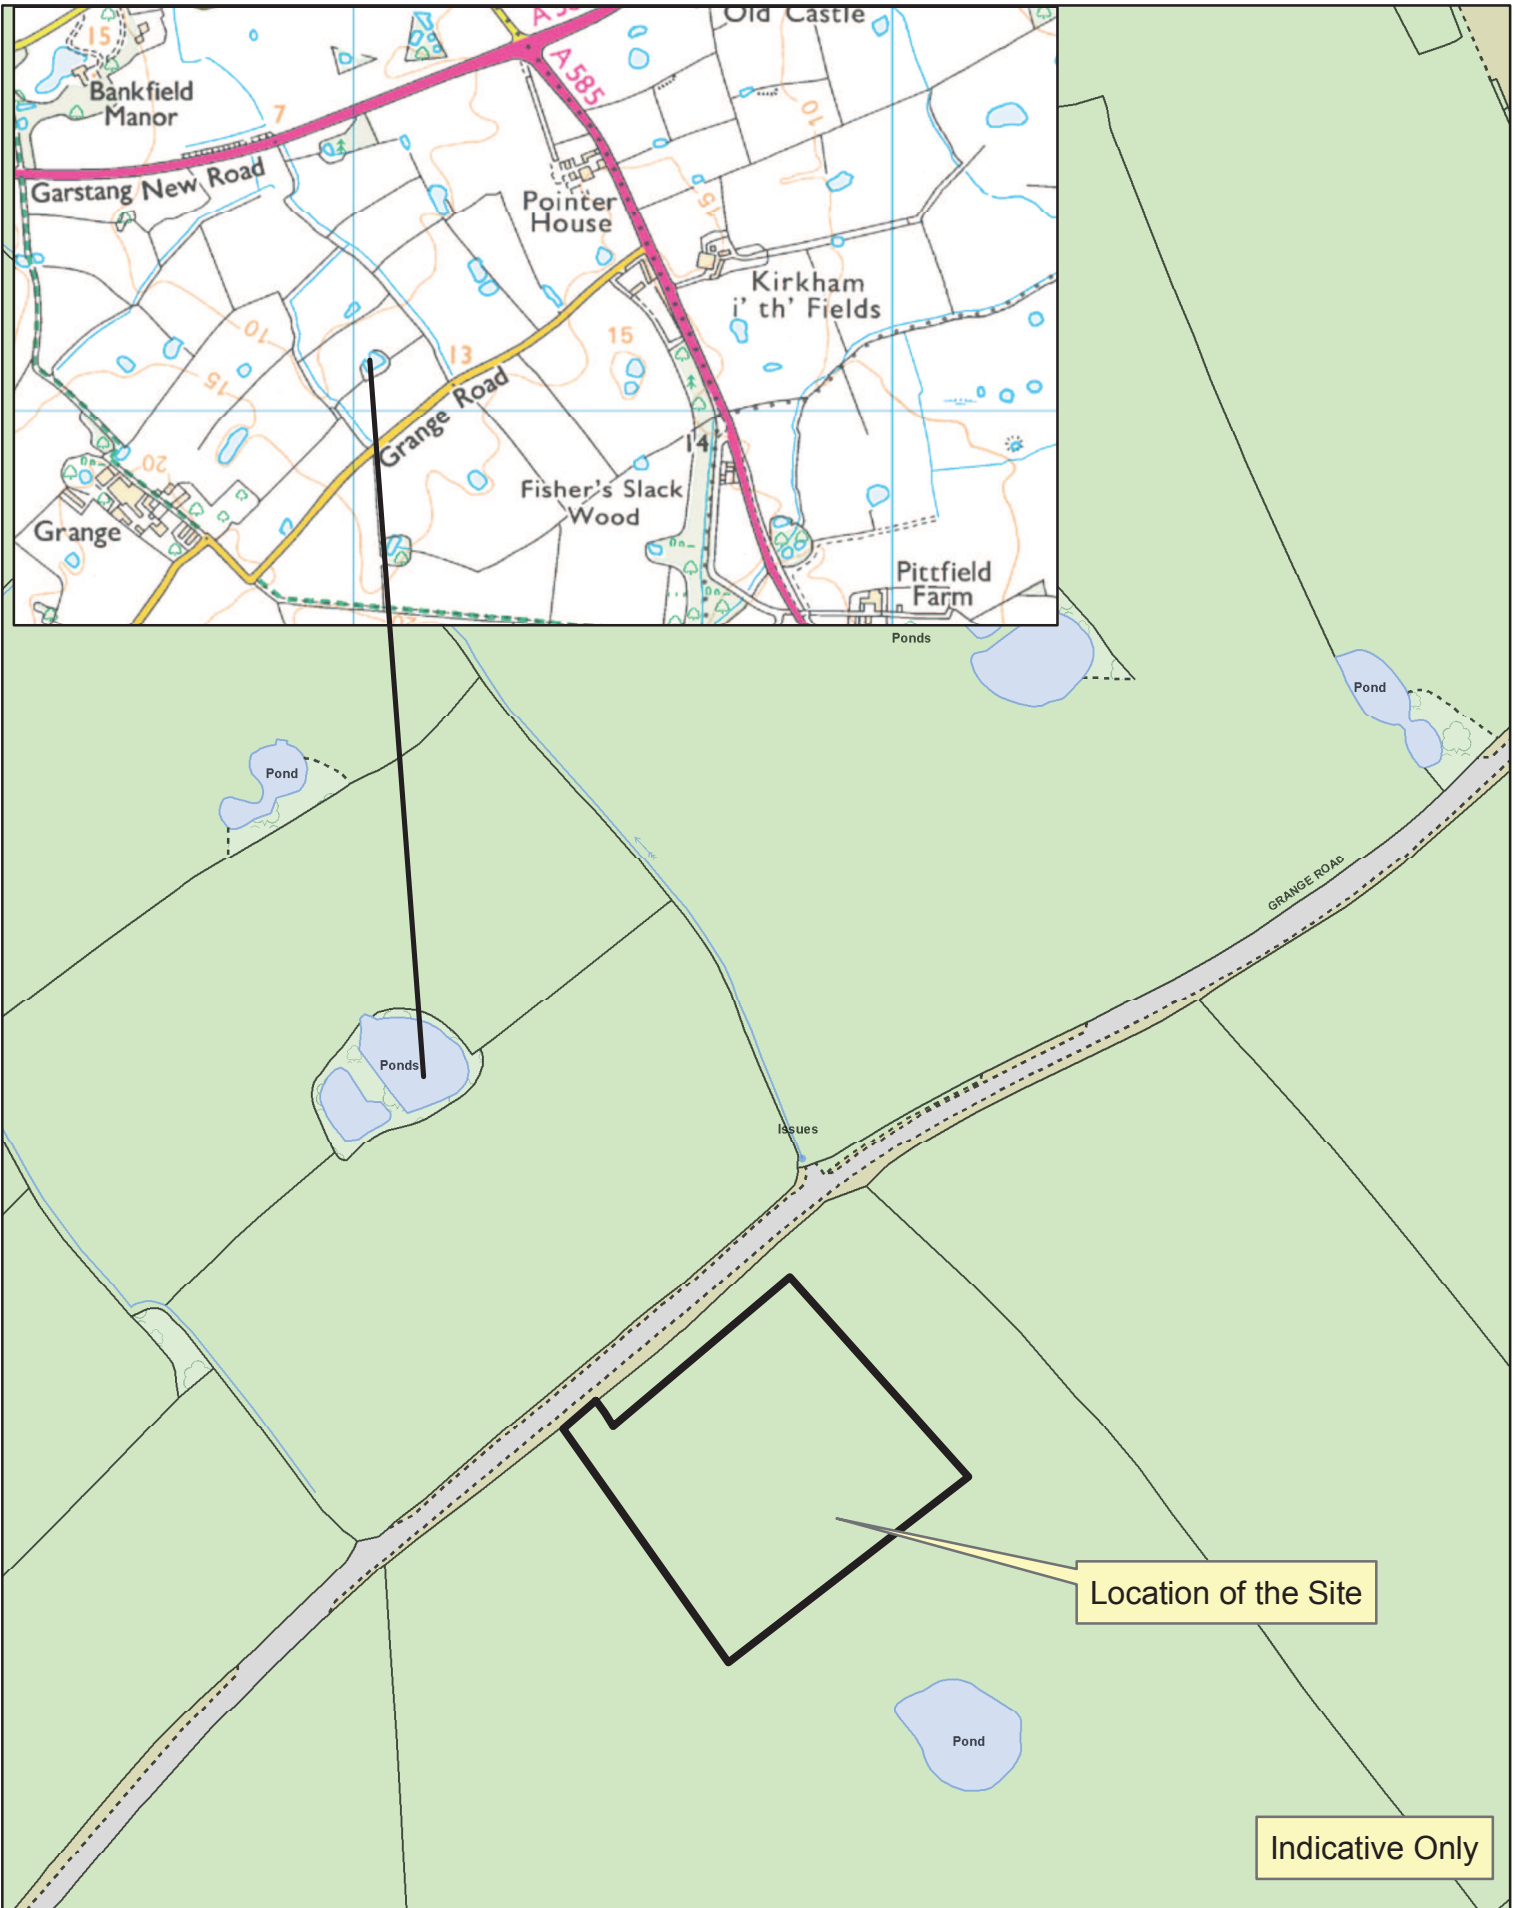 Old Castle
15
A 585
Bankfield
Manor
7
10
Garstang New Road
Pointer
House
15
Kirkham
i' th' Fields
10
15
13
15
Grange Road
14
20
Fisher's Slack
Wood
Grange
Pittfield
Farm
Ponds
Pond
Pond
GRANGE ROAD
Ponds
Issues
Location of the Site
Pond
Indicative Only